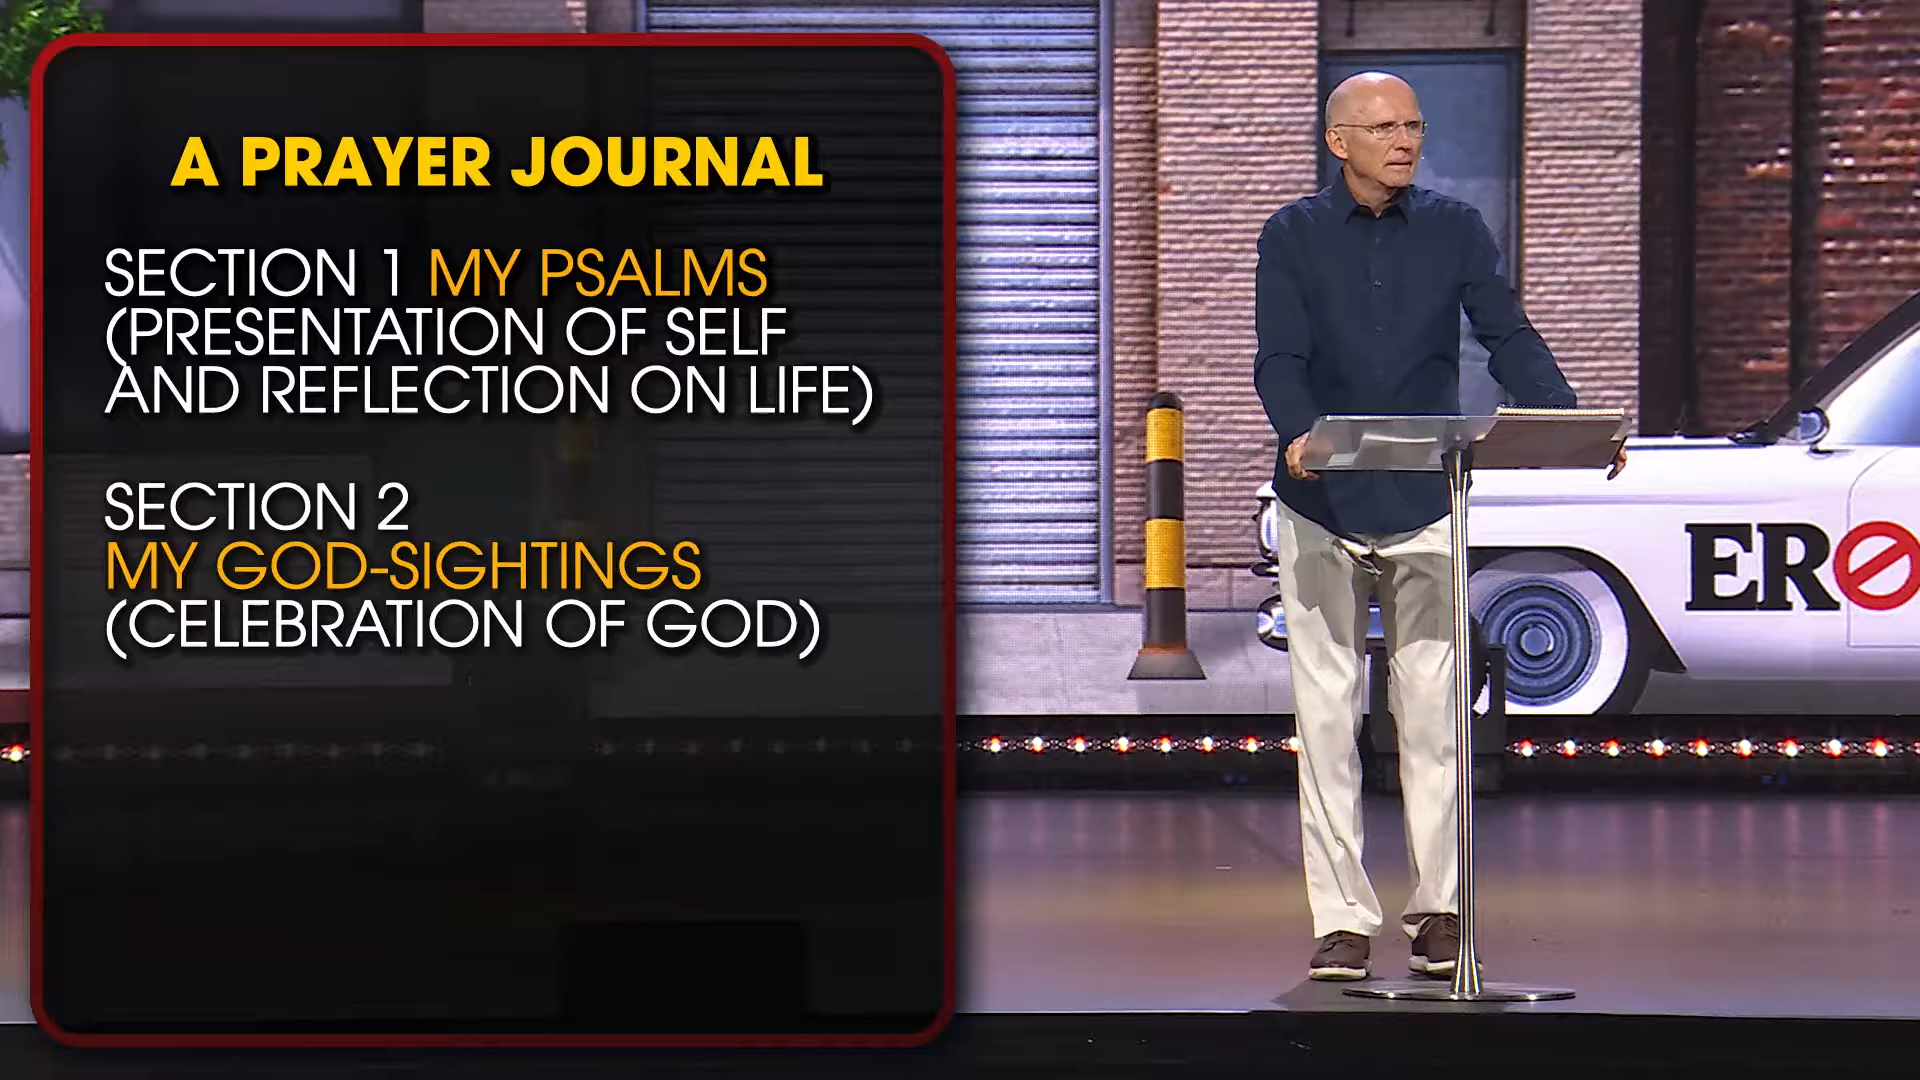 A PRAYER JOURNAL
SECTION 1 MY PSALMS
(PRESENTATION OF SELF
AND REFLECTION ON LIFE)
SECTION 2
MY GOD-SIGHTINGS
(CELEBRATION OF GOD)
ER